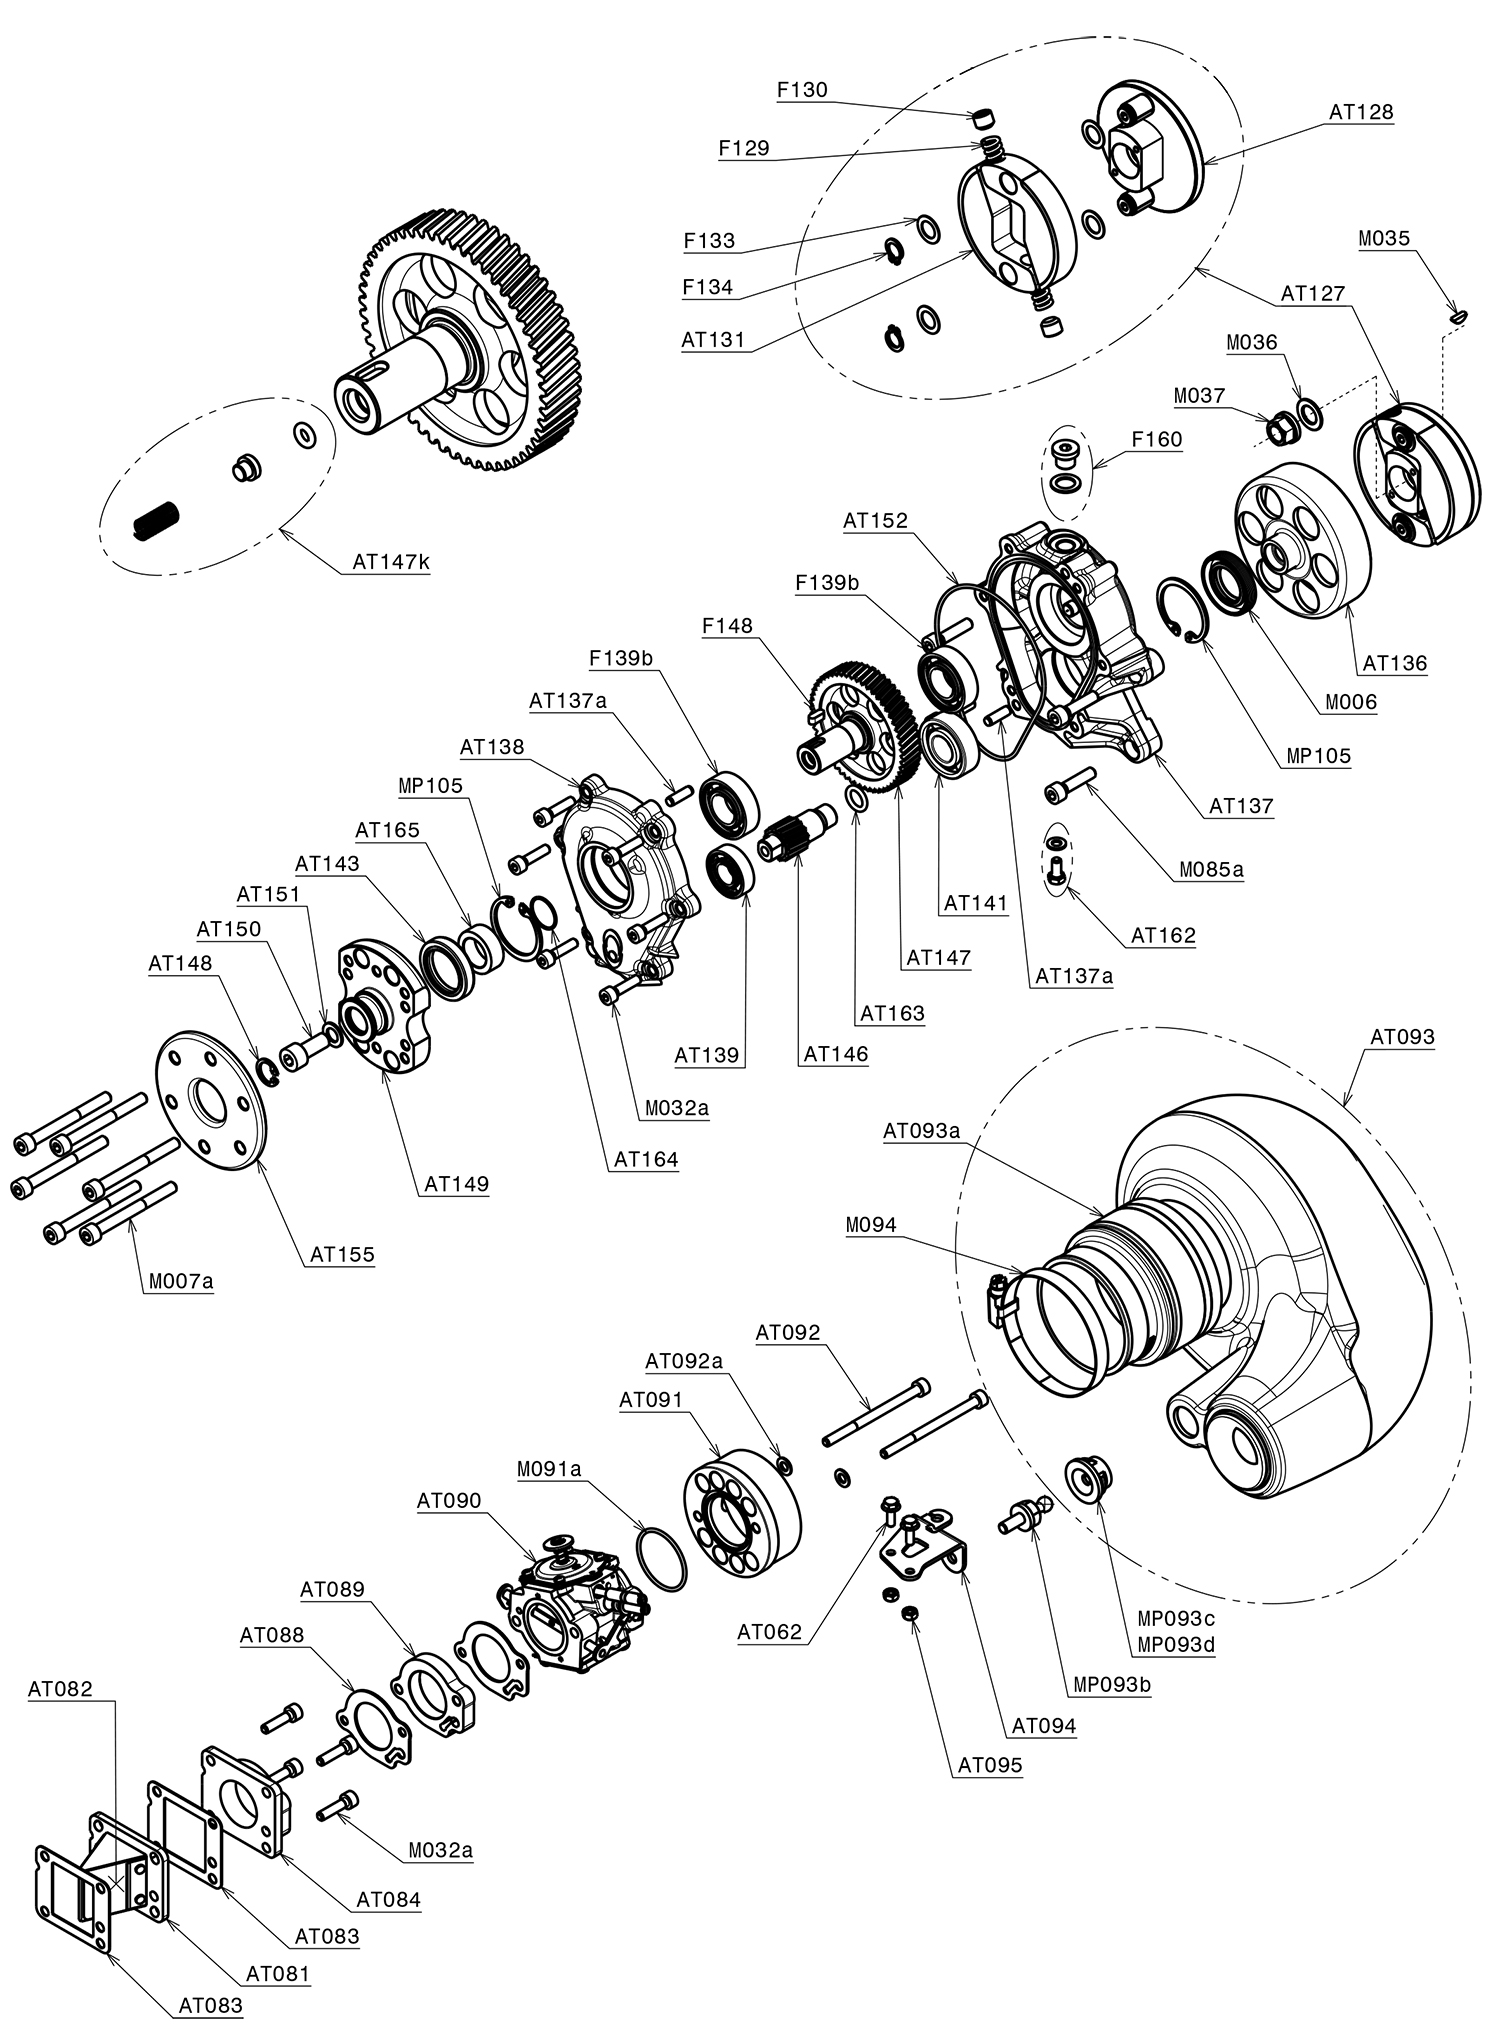 F130
AT128
F129
F133
M035
F134
AT127
AT131
M036
M037
F160
AT152
AT147k
F139b
F148
AT136
F139b
M006
AT137a
AT138
MP105
MP105
AT137
AT165
AT143
M085a
AT151
AT141
AT150
AT162
AT148
AT147
AT137a
AT163
AT093
AT139
AT146
M032a
AT093a
AT164
AT149
M094
AT155
M007a
AT092
AT092a
AT091
M091a
AT090
AT089
MP093c
AT062
AT088
MP093d
MP093b
AT082
AT094
AT095
M032a
AT084
AT083
AT081
AT083